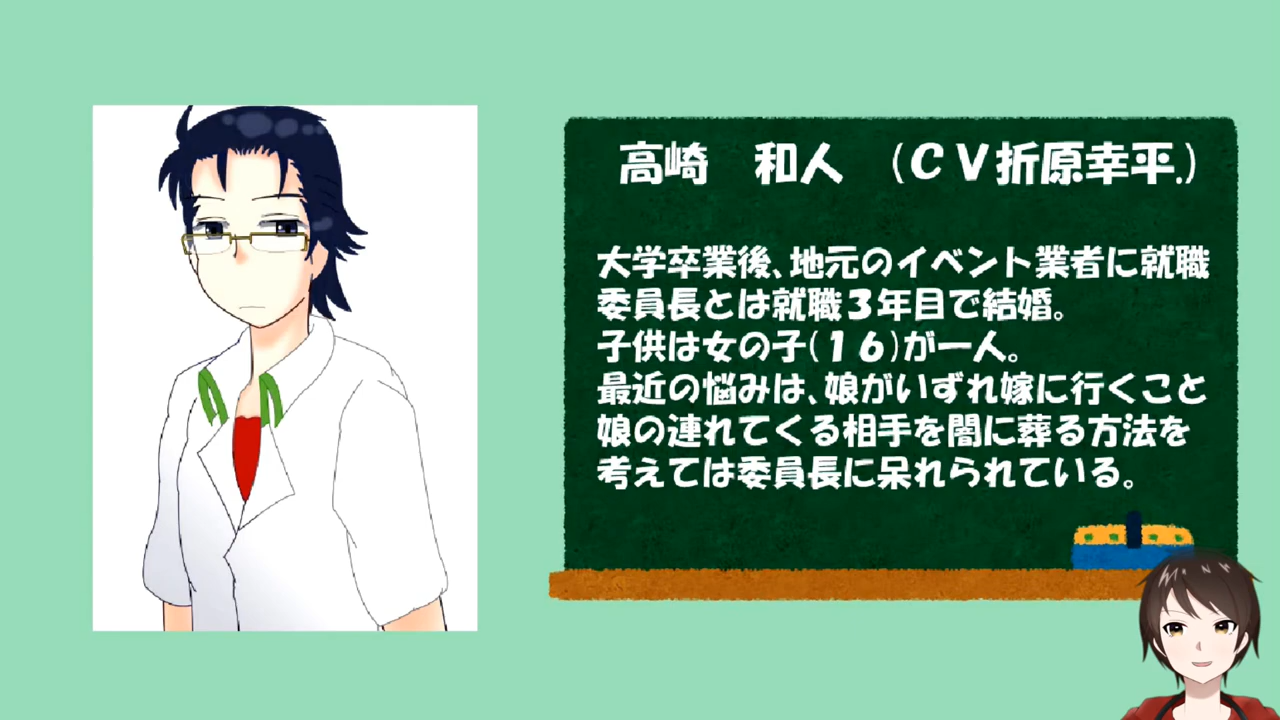 高崎　和人　（ＣＶ折原幸平.）
大学卒業後、地元のイベント業者に就職
委員長とは就職３年目で結婚。
子供は女の子(１６)が一人。
最近の悩みは、娘がいずれ嫁に行くこと
娘の連れてくる相手を闇に葬る方法を
考えては委員長に呆れられている。